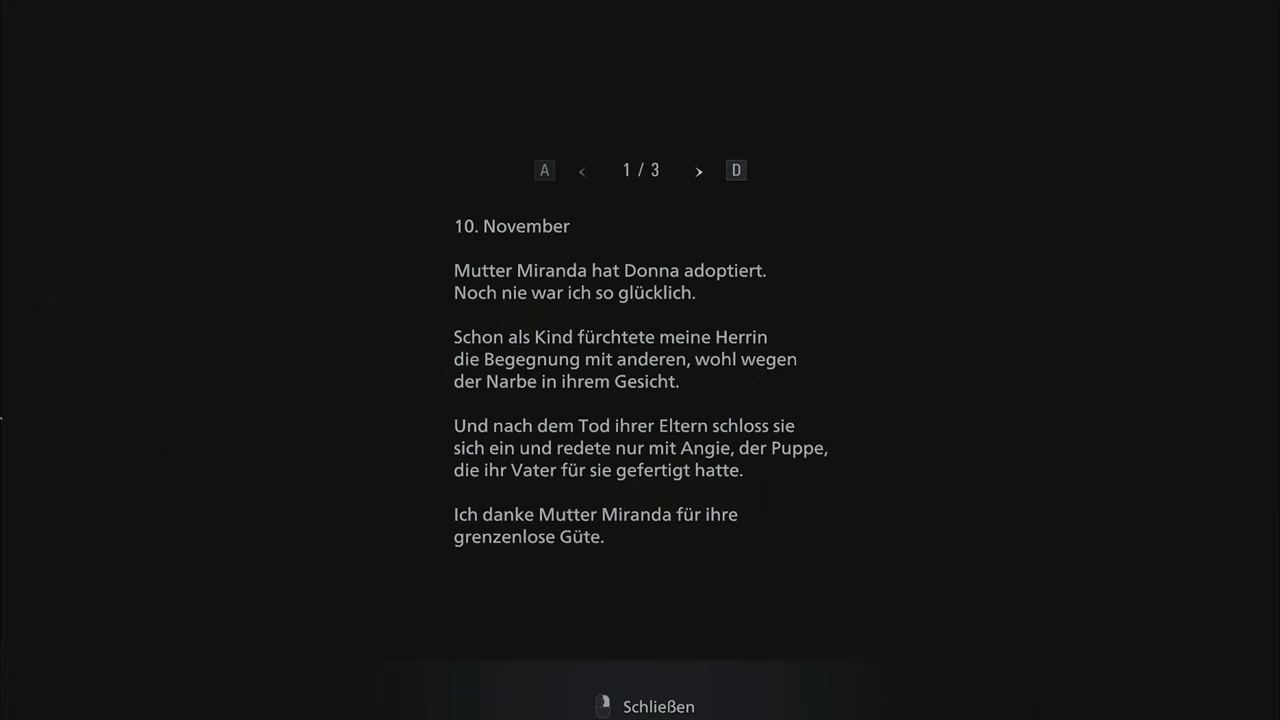 A < 1 / 3 > D
10. November
Mutter Miranda hat Donna adoptiert.
Noch nie war ich so glücklich.
Schon als Kind fürchtete meine Herrin
die Begegnung mit anderen, wohl wegen
der Narbe in ihrem Gesicht.
Und nach dem Tod ihrer Eltern schloss sie
sich ein und redete nur mit Angie, der Puppe,
die ihr Vater für sie gefertigt hatte.
Ich danke Mutter Miranda für ihre
grenzenlose Güte.
Schließen